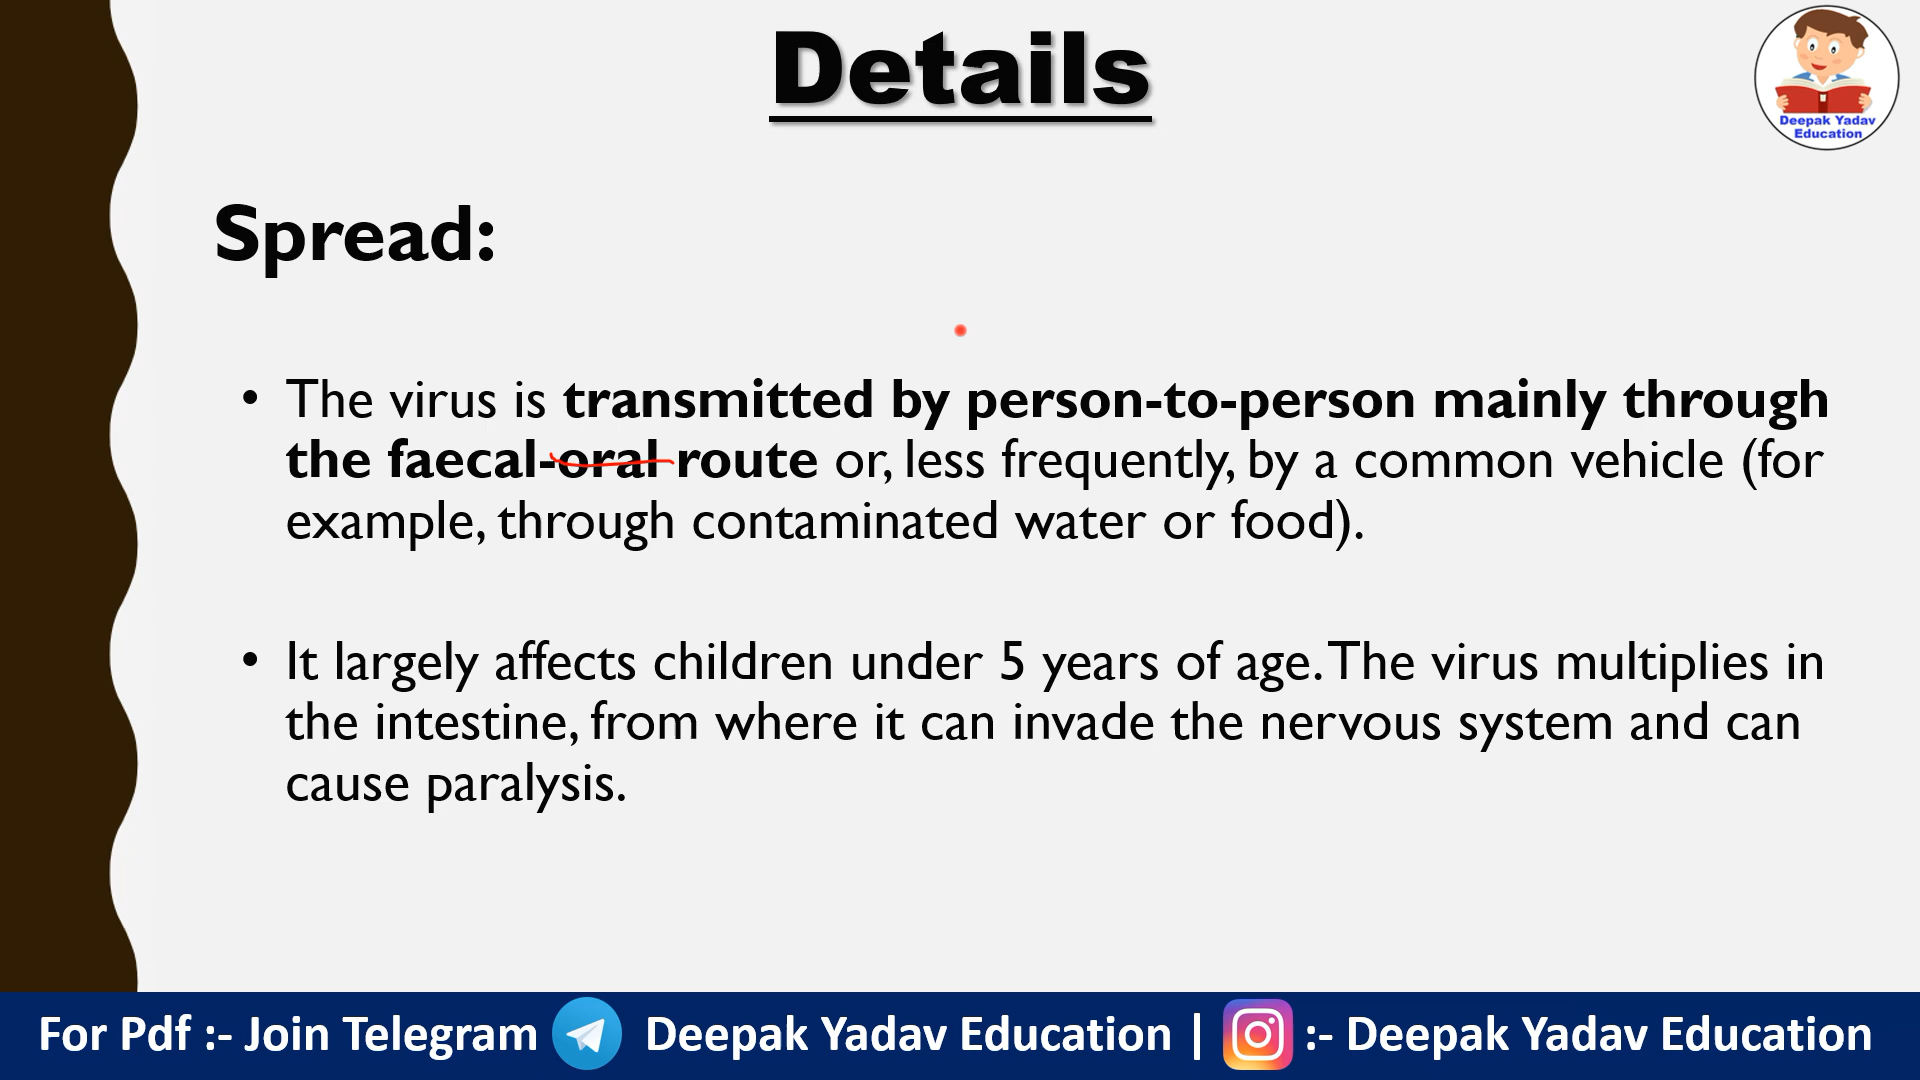 Details
Deepak Yadav
Education
Spread:
• The virus is transmitted by person-to-person mainly through
the faecal-oral route or, less frequently, by a common vehicle (for
example, through contaminated water or food).
• It largely affects children under 5 years of age. The virus multiplies in
the intestine, from where it can invade the nervous system and can
cause paralysis.
For Pdf :- Join Telegram Deepak Yadav Education | :- Deepak Yadav Education